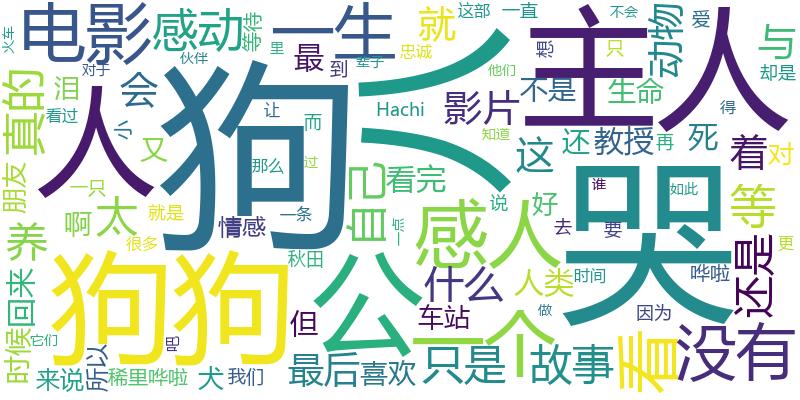 电影
感动
等待
一生
就
这部
一直
不会
爱
火车
伙伴
里
最
到
忠诚
辈子
想
只
动物
与
对于
却是
真的
泪
会
人
狗
八
主人
他们
影片
不是
生命
得
看过
小
让
而
Hachi
知道
还
教授
再
死
着
对
又
那么
过
这
朋友
一只
啊
太
就是
很多
情感
一条
自己
看完
一点
说
好
谁
如此
等
养
狗狗
秋田
公
感人
去
要
哭
更
还是
回来
时候
它们
吧
但
什么
车站
一个
人类
时间
做
哗啦
因为
看
没有
来说
所以
稀里哗啦
犬
我们
最后
喜欢
只是
故事